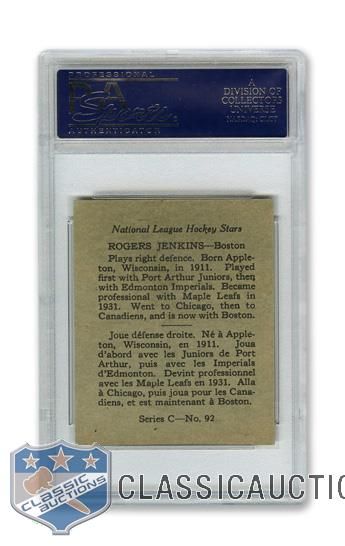 PROFESSIONAL
PSA
Sports
AUTHENTICATOR
A
DIVISION OF
COLLECTORS
UNIVERSE
NASDAQ: CLCT
National League Hockey Stars
ROGERS JENKINS—Boston
Plays right defence. Born Apple-
ton, Wisconsin, in 1911. Played
first with Port Arthur Juniors, then
with Edmonton Imperials. Became
professional with Maple Leafs in
1931. Went to Chicago, then to
Canadiens, and is now with Boston.
Joue défense droite. Né à Apple-
ton, Wisconsin, en 1911. Joua
d'abord avec les Juniors de Port
Arthur, puis avec les Imperials
d'Edmonton. Devint professionnel
avec les Maple Leafs en 1931. Alla
à Chicago, puis joua pour les Cana-
diens, et est maintenant à Boston.
Series C—No. 92
CLASSIC
AUCTIONS
CLASSICAUCTIO